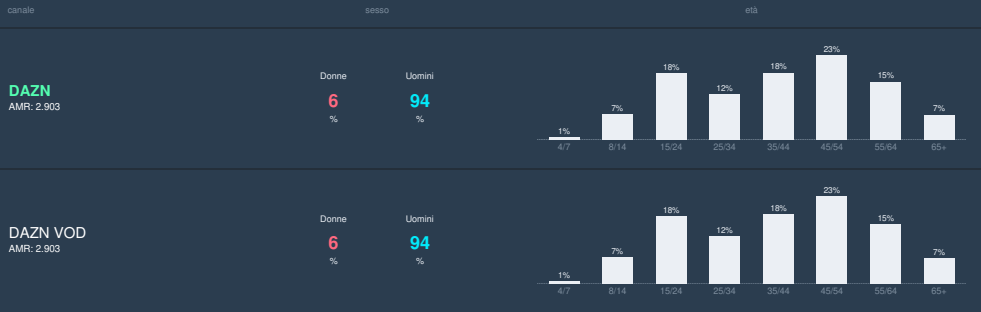 canale sesso età
23%
18% 18%
15%
12%
7% 7%
1%
Donne Uomini
DAZN 6 94
AMR: 2.903
% %
4/7 8/14 15/24 25/34 35/44 45/54 55/64 65+
23%
18% 18%
15%
12%
7% 7%
1%
Donne Uomini
DAZN VOD 6 94
AMR: 2.903
% %
4/7 8/14 15/24 25/34 35/44 45/54 55/64 65+